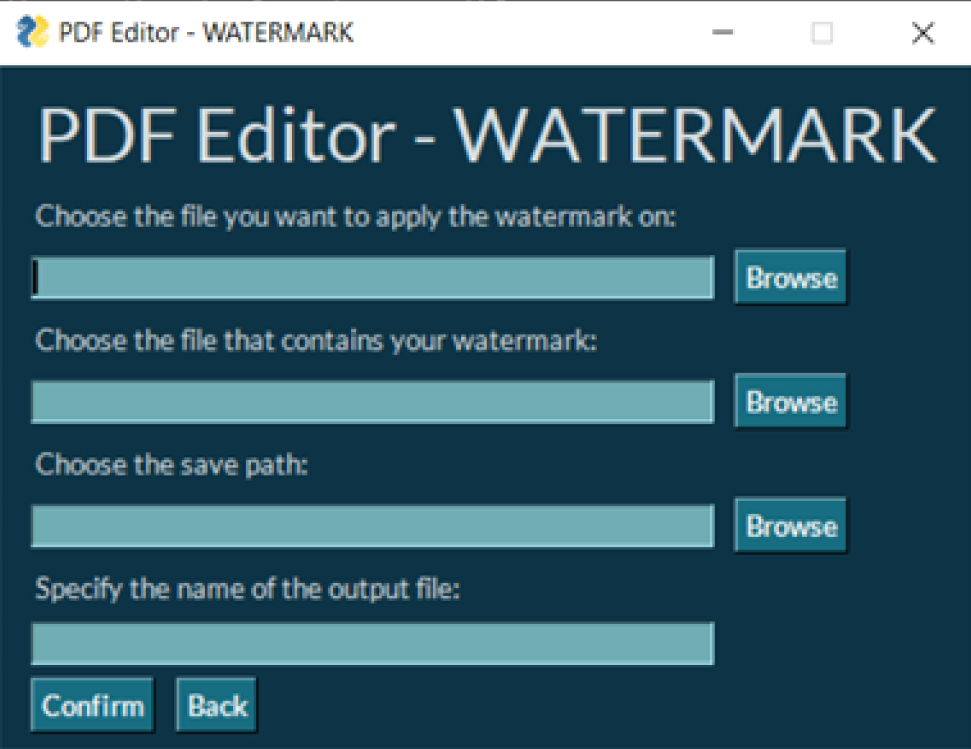 PDF Editor - WATERMARK
PDF Editor - WATERMARK
Choose the file you want to apply the watermark on:
Browse
Choose the file that contains your watermark:
Browse
Choose the save path:
Browse
Specify the name of the output file:
Confirm Back